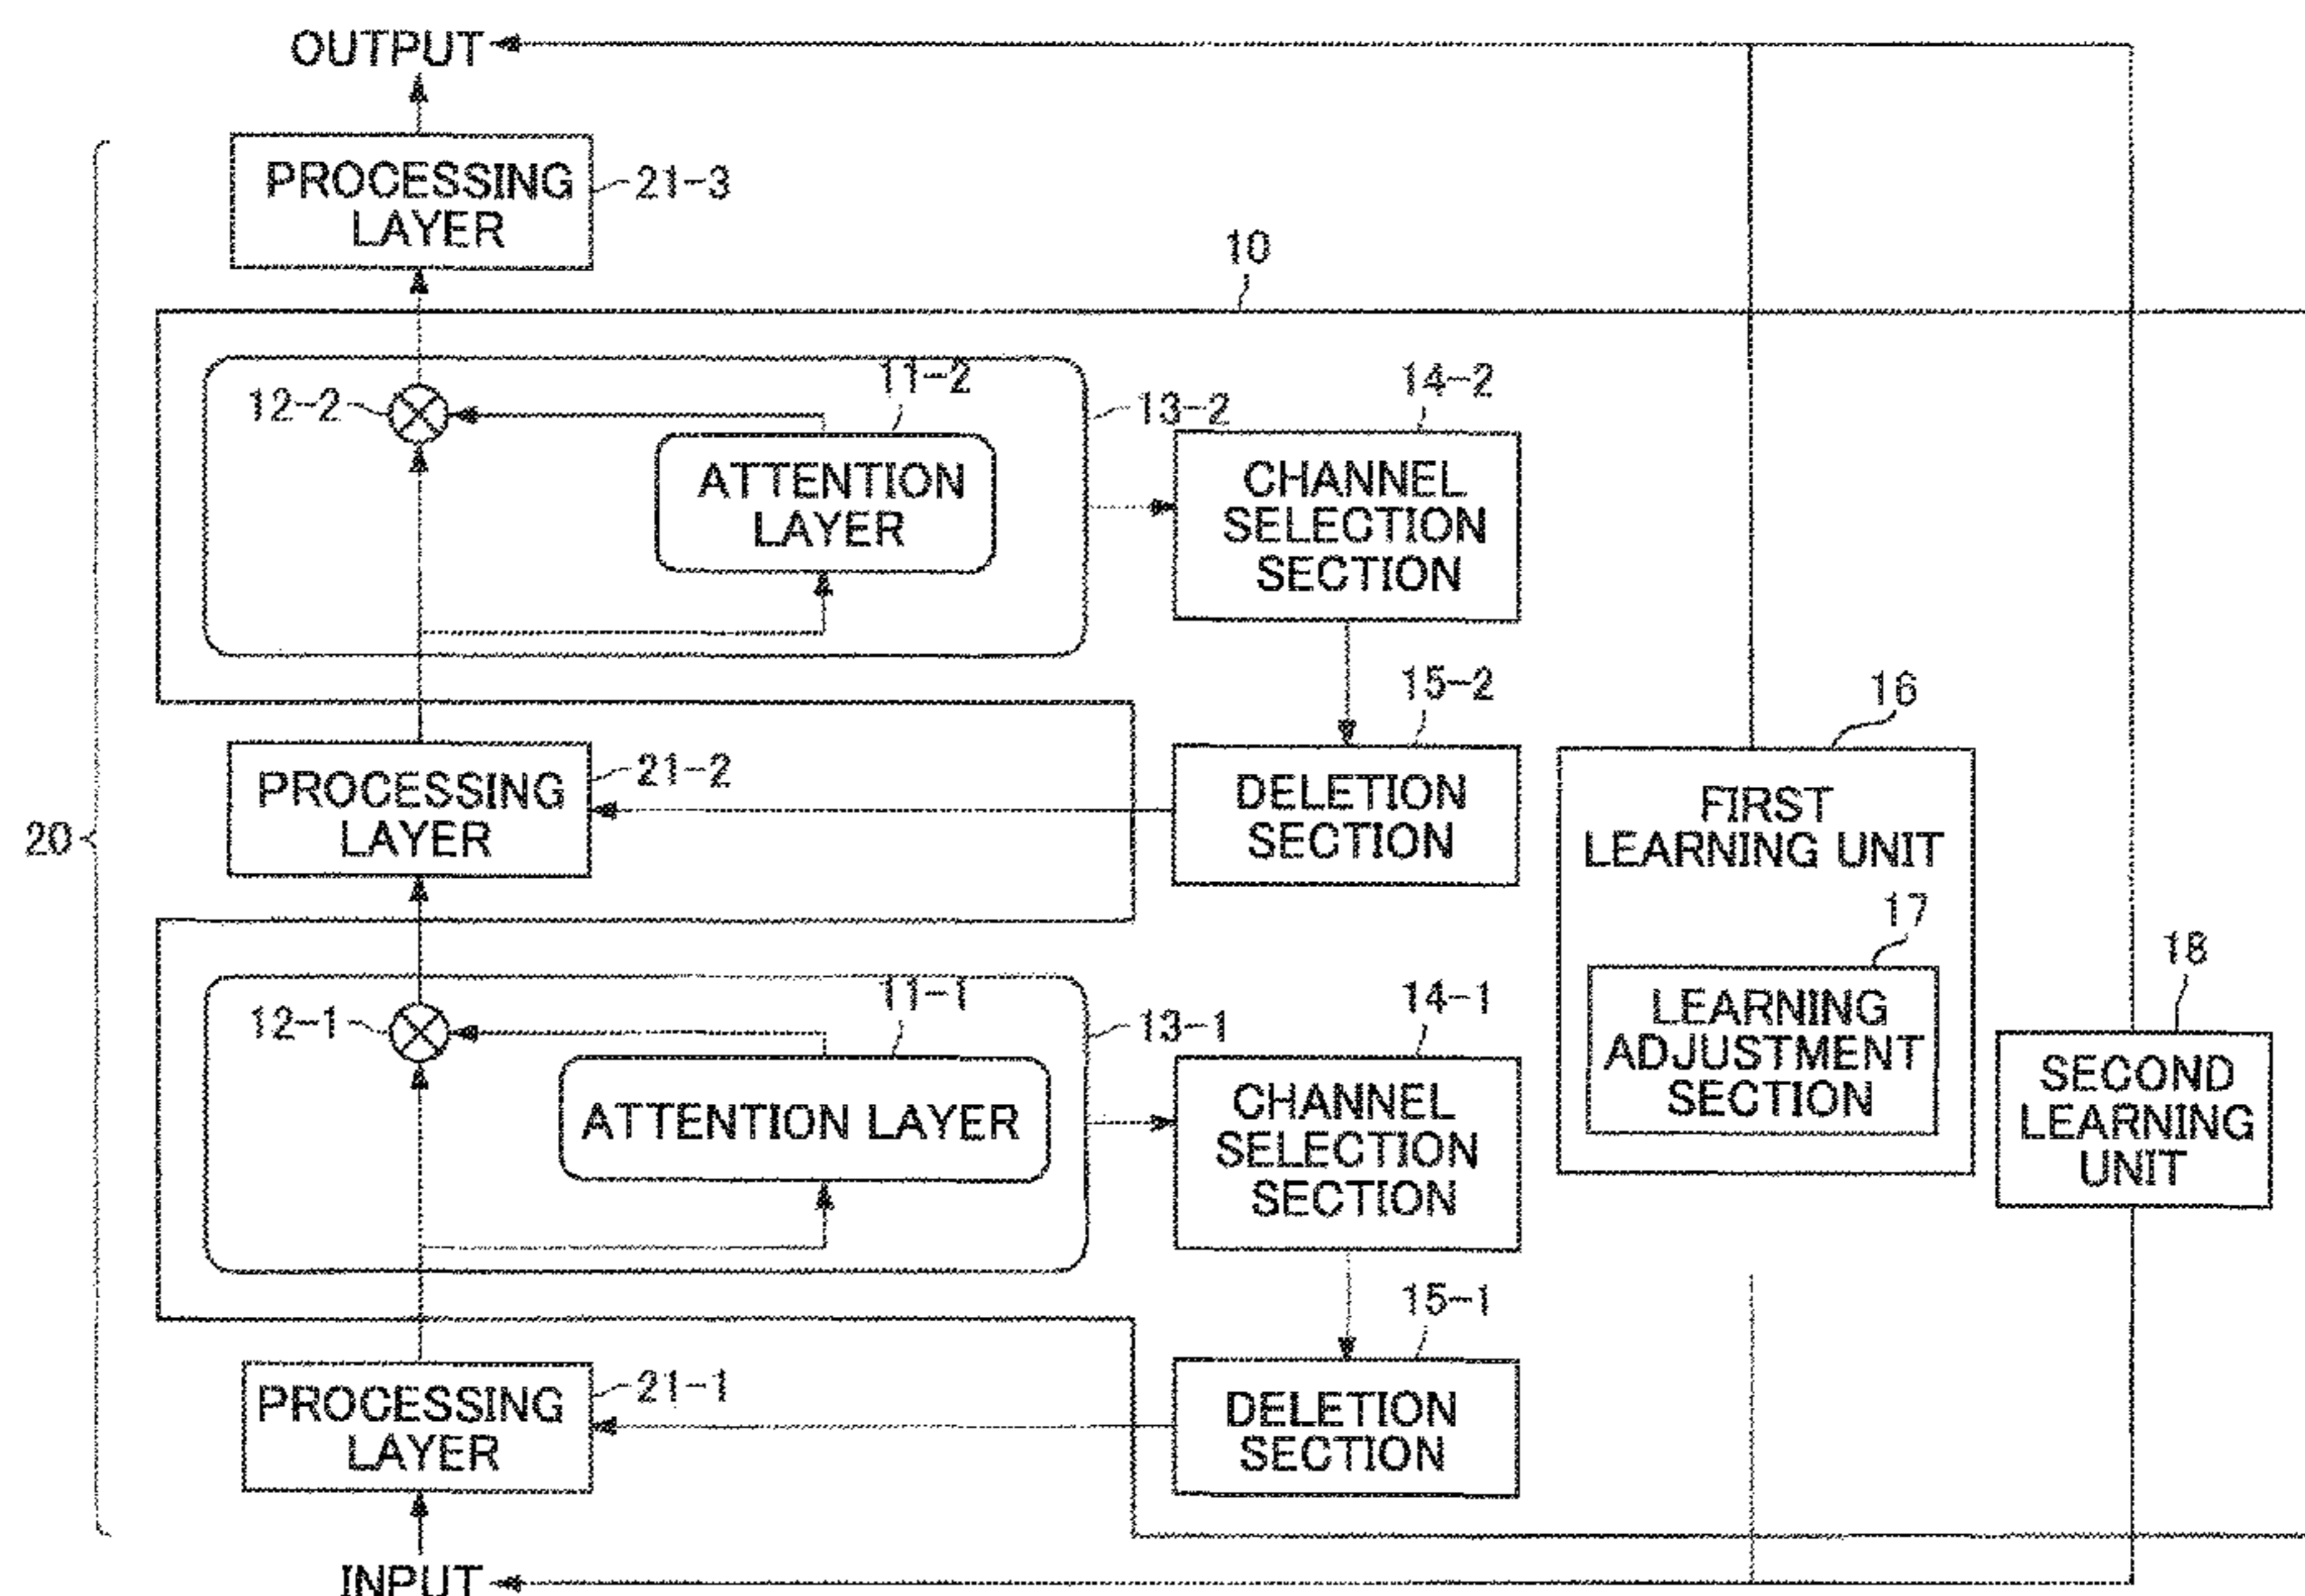 OUTPUT
PROCESSING
LAYER
21-3
10
12-2
11-2
13-2
14-2
ATTENTION
LAYER
CHANNEL
SELECTION
SECTION
15-2
16
PROCESSING
LAYER
21-2
DELETION
SECTION
FIRST
LEARNING UNIT
20
17
18
12-1
11-1
13-1
14-1
LEARNING
ADJUSTMENT
SECTION
ATTENTION LAYER
CHANNEL
SELECTION
SECTION
SECOND
LEARNING
UNIT
15-1
PROCESSING
LAYER
21-1
DELETION
SECTION
INPUT